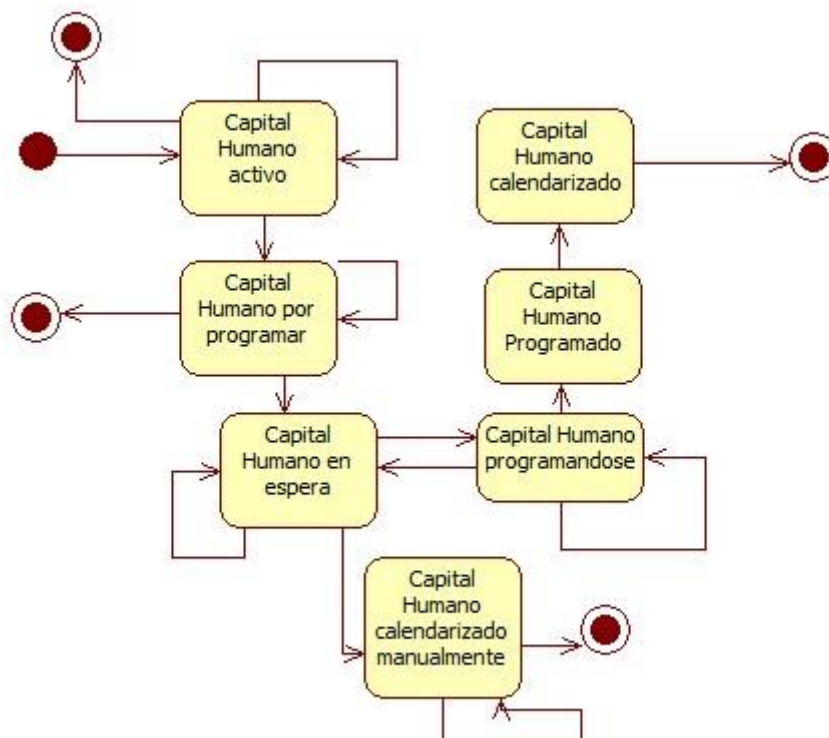 Capital
Humano
activo
Capital
Humano
calendarizado
Capital
Humano por
programar
Capital
Humano
Programado
Capital
Humano en
espera
Capital Humano
programandose
Capital
Humano
calendarizado
manualmente